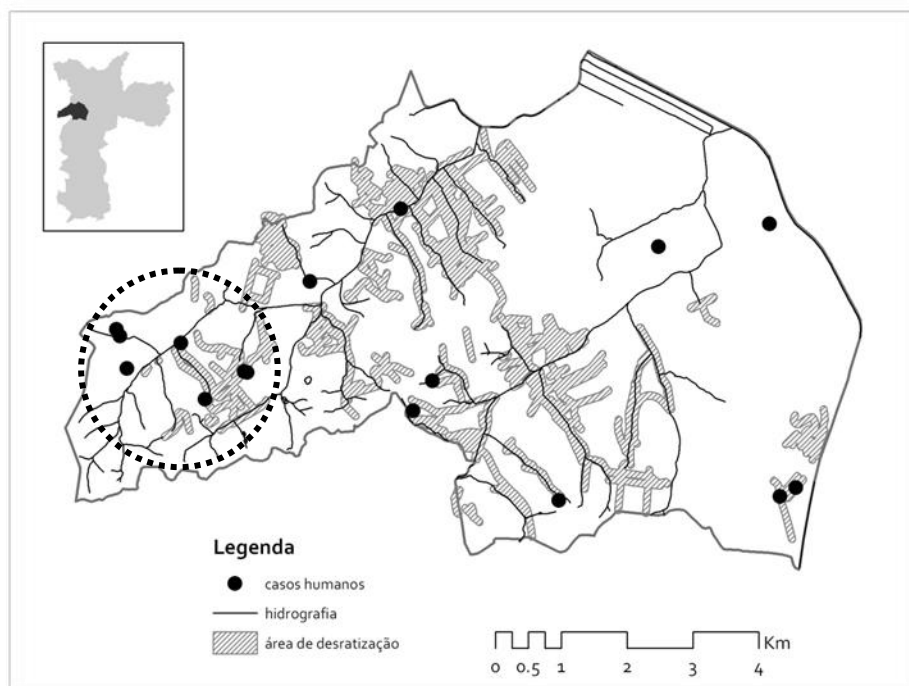 Legenda
casos humanos
hidrografia
área de desratização
Km
0 0.5 1 2 3 4